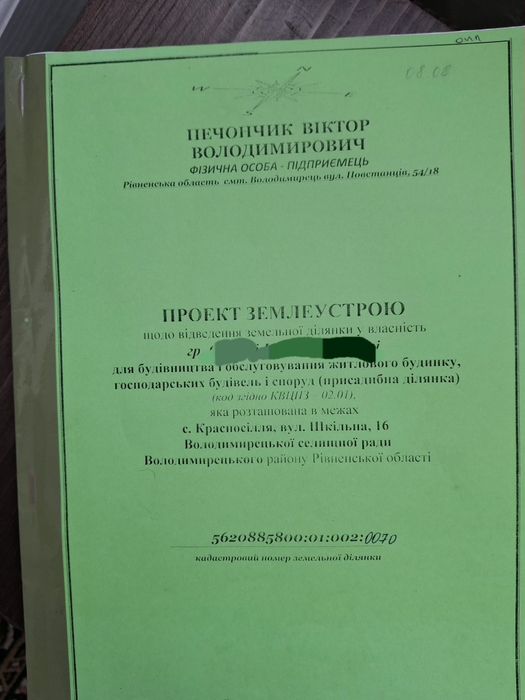 08.08
N
W
S
ПЕЧОНЧИК ВІКТОР
ВОЛОДИМИРОВИЧ
ФІЗИЧНА ОСОБА - ПІДПРИЄМЕЦЬ
Рівненська область смт. Володимирець вул. Повстанців, 54/18
ПРОЕКТ ЗЕМЛЕУСТРОЮ
щодо відведення земельної ділянки у власність
гр
для будівництва і обслуговування житлового будинку,
господарських будівель і споруд (присадибна ділянка)
(код згідно КВЦПЗ – 02.01),
яка розташована в межах
с. Красносілля, вул. Шкільна, 16
Володимирецької селищної ради
Володимирецького району Рівненської області
5620885800:01:002:0070
кадастровий номер земельної ділянки